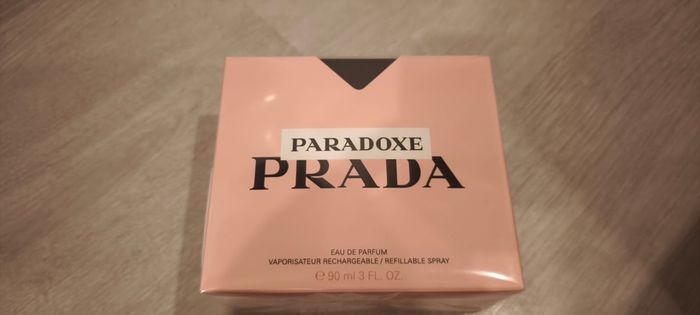 PARADOXE
PRADA
EAU DE PARFUM
VAPORISATEUR RECHARGEABLE / REFILLABLE SPRAY
℮ 90 ml 3 FL. OZ.